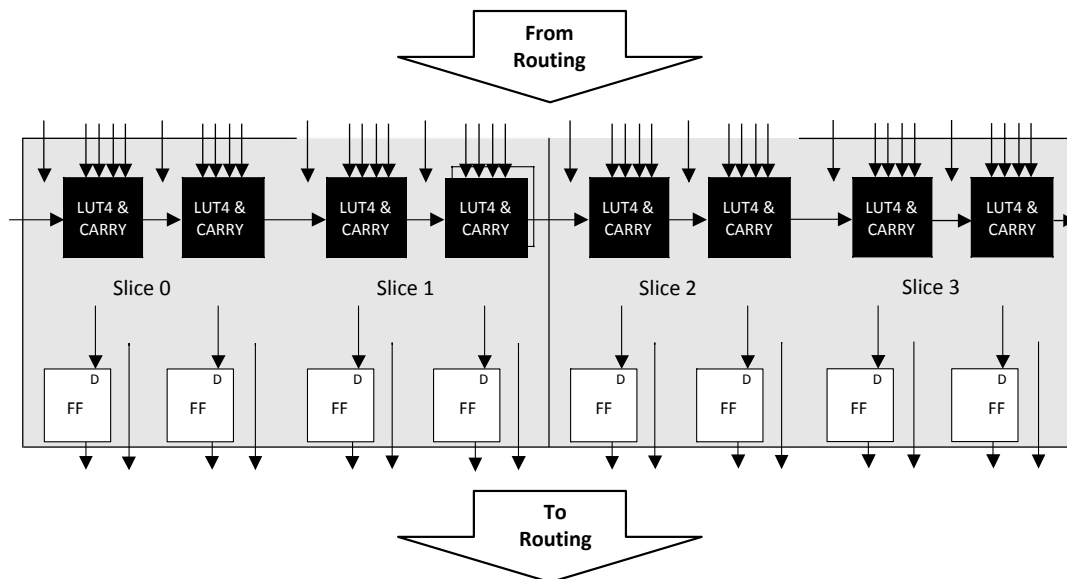 From
Routing
LUT4 &
CARRY
LUT4 &
CARRY
LUT4 &
CARRY
LUT4 &
CARRY
LUT4 &
CARRY
LUT4 &
CARRY
LUT4 &
CARRY
LUT4 &
CARRY
Slice 0
Slice 1
Slice 2
Slice 3
D
FF
D
FF
D
FF
D
FF
D
FF
D
FF
D
FF
D
FF
To
Routing